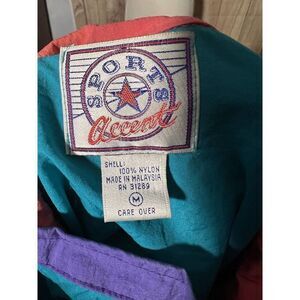 SPORTS
accent
SHELL:
100% NYLON
MADE IN MALAYSIA
RN 31289
M
CARE OVER